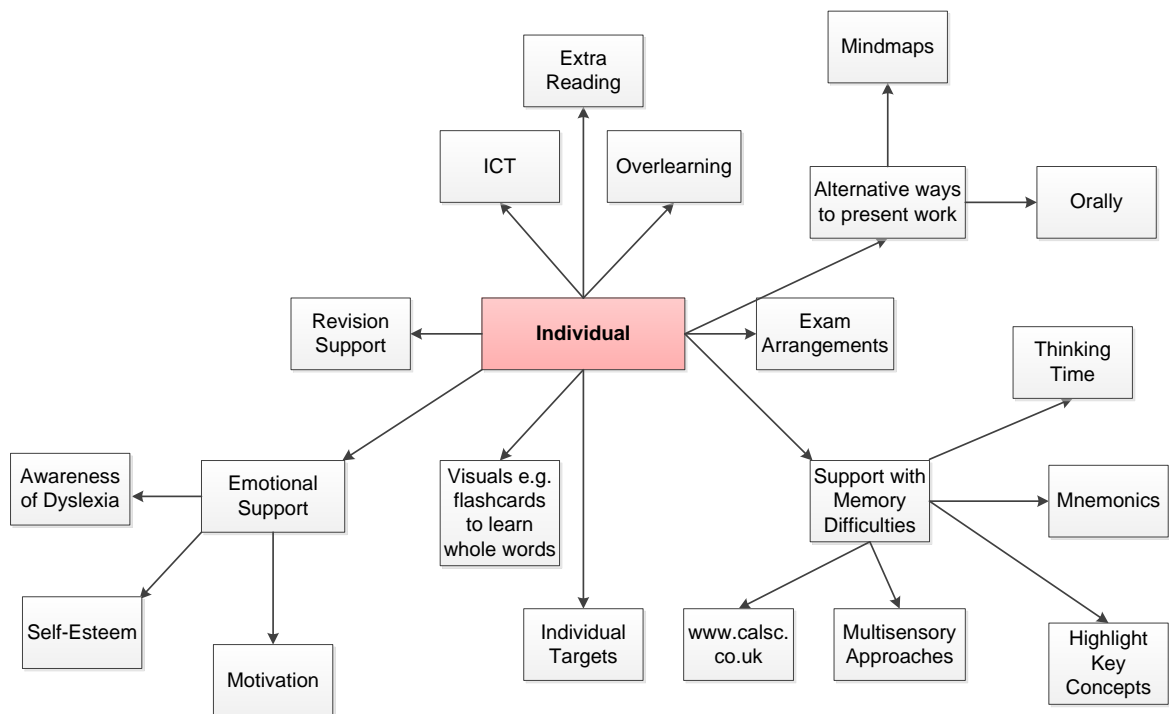 Mindmaps
Extra
Reading
ICT
Overlearning
Alternative ways
to present work
Orally
Revision
Support
Individual
Exam
Arrangements
Thinking
Time
Awareness
of Dyslexia
Emotional
Support
Visuals e.g.
flashcards
to learn
whole words
Support with
Memory
Difficulties
Mnemonics
Self-Esteem
Motivation
Individual
Targets
www.calsc.
co.uk
Multisensory
Approaches
Highlight
Key
Concepts